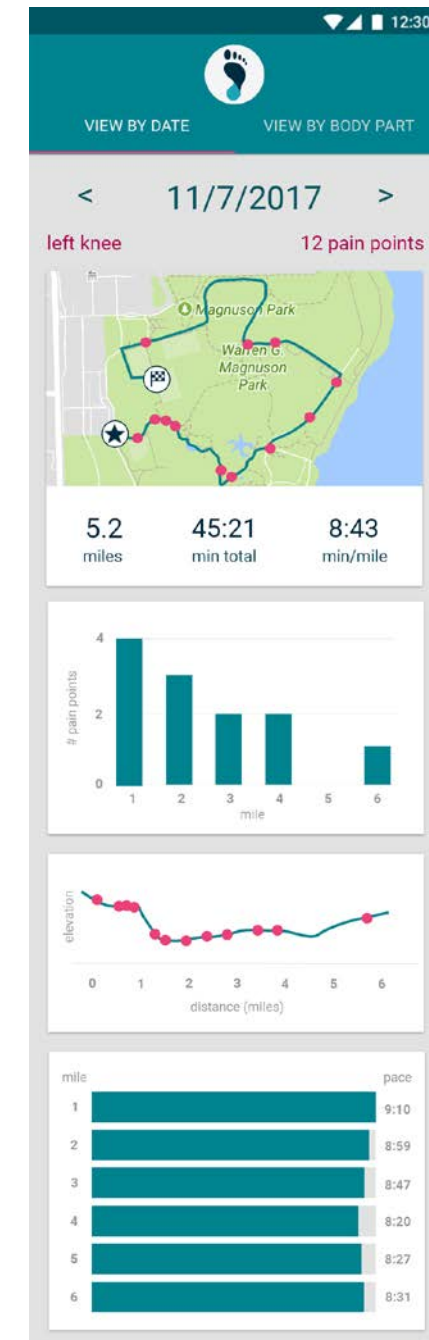 12:30
VIEW BY DATE VIEW BY BODY PART
< 11/7/2017 >
left knee 12 pain points
Magnuson Park
Warren G.
Magnuson
Park
5.2 45:21 8:43
miles min total min/mile
4
2
0
# pain points
1 2 3 4 5 6
mile
elevation
0 1 2 3 4 5 6
distance (miles)
mile pace
1 9:10
2 8:59
3 8:47
4 8:20
5 8:27
6 8:31